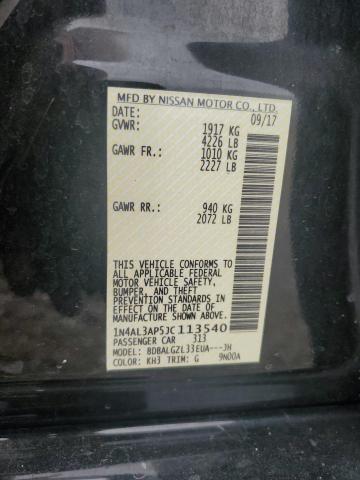 MFD BY NISSAN MOTOR CO., LTD.
DATE: 09/17
GVWR: 1917 KG
4226 LB
GAWR FR.: 1010 KG
2227 LB
GAWR RR.: 940 KG
2072 LB
THIS VEHICLE CONFORMS TO ALL
APPLICABLE FEDERAL MOTOR
VEHICLE SAFETY, BUMPER, AND THEFT
PREVENTION STANDARDS IN
EFFECT ON THE DATE OF
MANUFACTURE SHOWN ABOVE.
1N4AL3AP5JC113540
PASSENGER CAR 313
MODEL: BDBALGZL33EUA---JH
COLOR: KH3 TRIM: G 9N00A